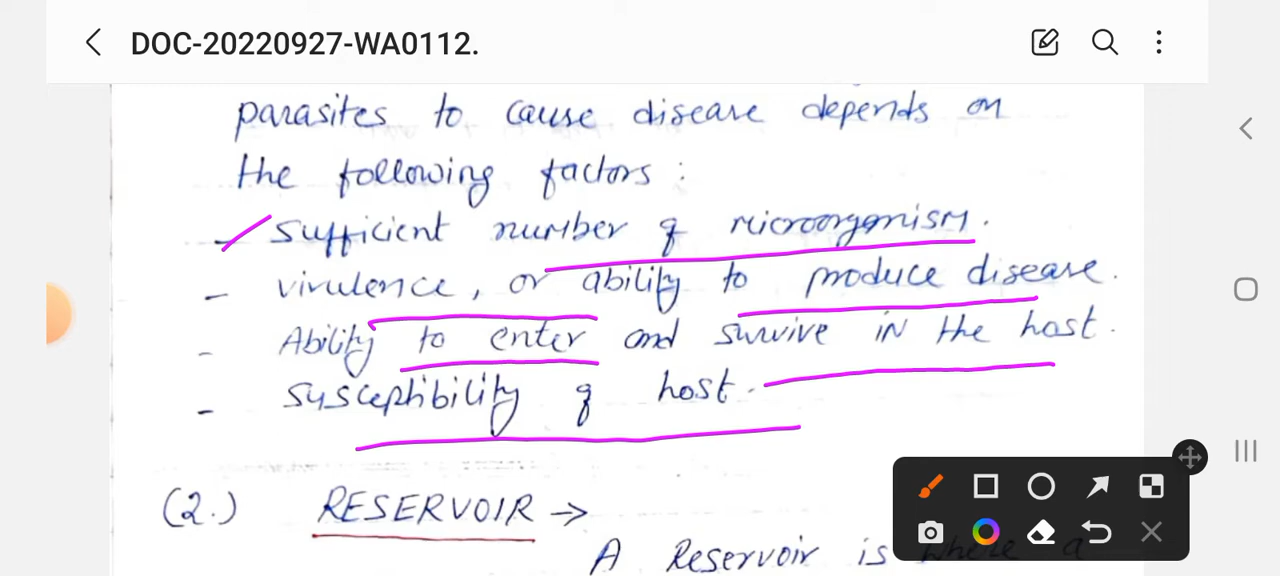 DOC-20220927-WA0112.
parasites to cause disease depends on
the following factors :
- Sufficient number of microorganism.
- virulence, or ability to produce disease.
- Ability to enter and survive in the host.
- susceptibility of host.
(2.) RESERVOIR →
A Reservoir is where a